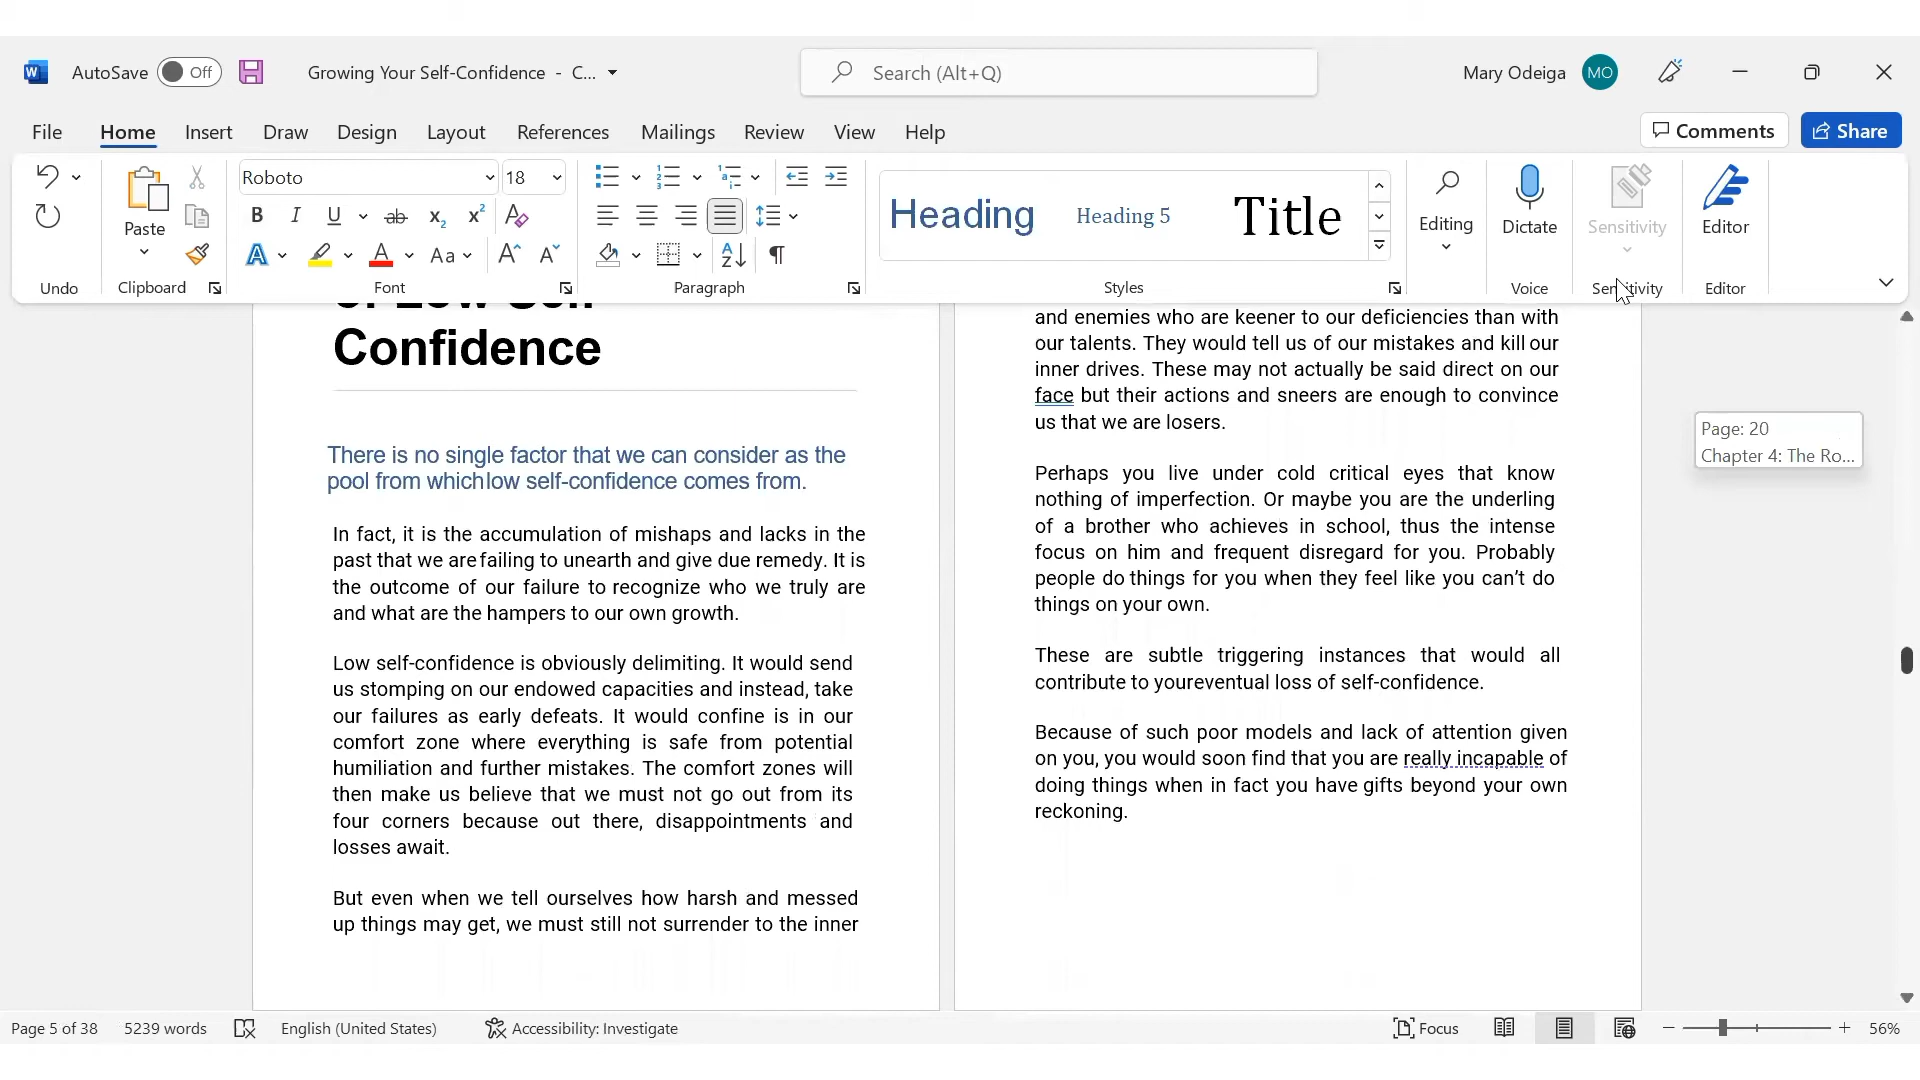 AutoSave Off Growing Your Self-Confidence - C... Search (Alt+Q) Mary Odeiga MO
File Home Insert Draw Design Layout References Mailings Review View Help Comments Share
Roboto 18
Paste
Heading Heading 5 Title
Editing Dictate Sensitivity Editor
Undo Clipboard Font Paragraph Styles Voice Sensitivity Editor
of Low Self-
Confidence
There is no single factor that we can consider as the
pool from whichlow self-confidence comes from.
In fact, it is the accumulation of mishaps and lacks in the
past that we are failing to unearth and give due remedy. It is
the outcome of our failure to recognize who we truly are
and what are the hampers to our own growth.
Low self-confidence is obviously delimiting. It would send
us stomping on our endowed capacities and instead, take
our failures as early defeats. It would confine is in our
comfort zone where everything is safe from potential
humiliation and further mistakes. The comfort zones will
then make us believe that we must not go out from its
four corners because out there, disappointments and
losses await.
But even when we tell ourselves how harsh and messed
up things may get, we must still not surrender to the inner
and enemies who are keener to our deficiencies than with
our talents. They would tell us of our mistakes and kill our
inner drives. These may not actually be said direct on our
face but their actions and sneers are enough to convince
us that we are losers.
Perhaps you live under cold critical eyes that know
nothing of imperfection. Or maybe you are the underling
of a brother who achieves in school, thus the intense
focus on him and frequent disregard for you. Probably
people do things for you when they feel like you can't do
things on your own.
These are subtle triggering instances that would all
contribute to youreventual loss of self-confidence.
Because of such poor models and lack of attention given
on you, you would soon find that you are really incapable of
doing things when in fact you have gifts beyond your own
reckoning.
Page: 20
Chapter 4: The Ro...
Page 5 of 38 5239 words English (United States) Accessibility: Investigate Focus 56%